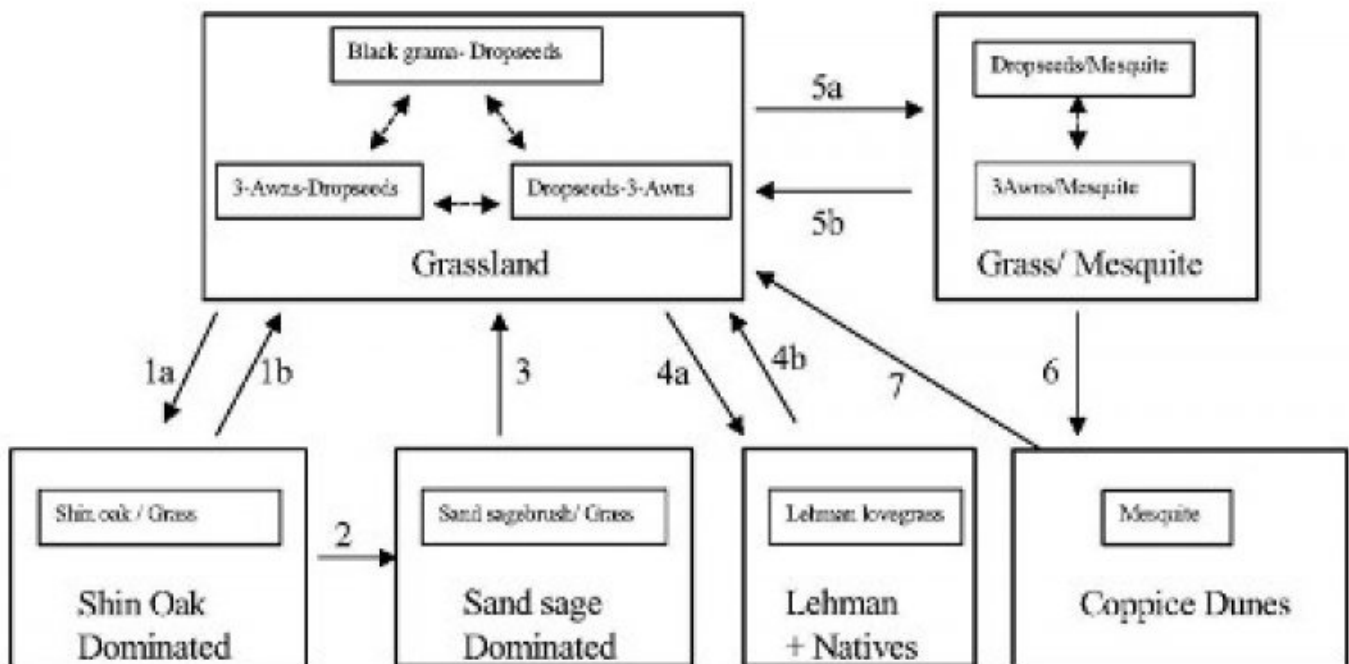 Black grama- Dropseeds
3-Awns-Dropseeds
Dropseeds-3-Awns
Grassland
5a
5b
Dropseeds/Mesquite
3Awns/Mesquite
Grass/ Mesquite
1a
1b
3
4a
4b
7
6
Shin oak / Grass
Shin Oak
Dominated
2
Sand sagebrush/ Grass
Sand sage
Dominated
Lehman lovegrass
Lehman
+ Natives
Mesquite
Coppice Dunes